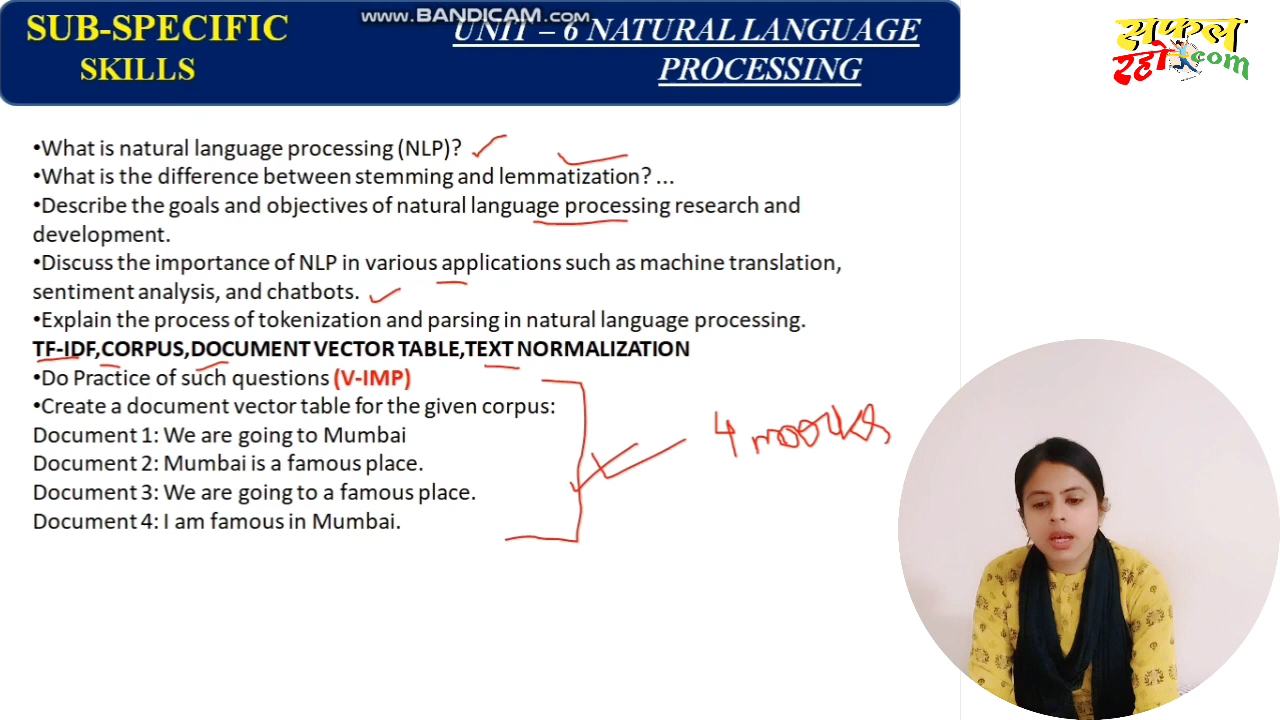 www.BANDICAM.com
SUB-SPECIFIC
SKILLS
UNIT – 6 NATURAL LANGUAGE
PROCESSING
सफल
रहो.com
•What is natural language processing (NLP)?
•What is the difference between stemming and lemmatization? ...
•Describe the goals and objectives of natural language processing research and
development.
•Discuss the importance of NLP in various applications such as machine translation,
sentiment analysis, and chatbots.
•Explain the process of tokenization and parsing in natural language processing.
TF-IDF,CORPUS,DOCUMENT VECTOR TABLE,TEXT NORMALIZATION
•Do Practice of such questions (V-IMP)
•Create a document vector table for the given corpus:
Document 1: We are going to Mumbai
Document 2: Mumbai is a famous place.
Document 3: We are going to a famous place.
Document 4: I am famous in Mumbai.
4 marks